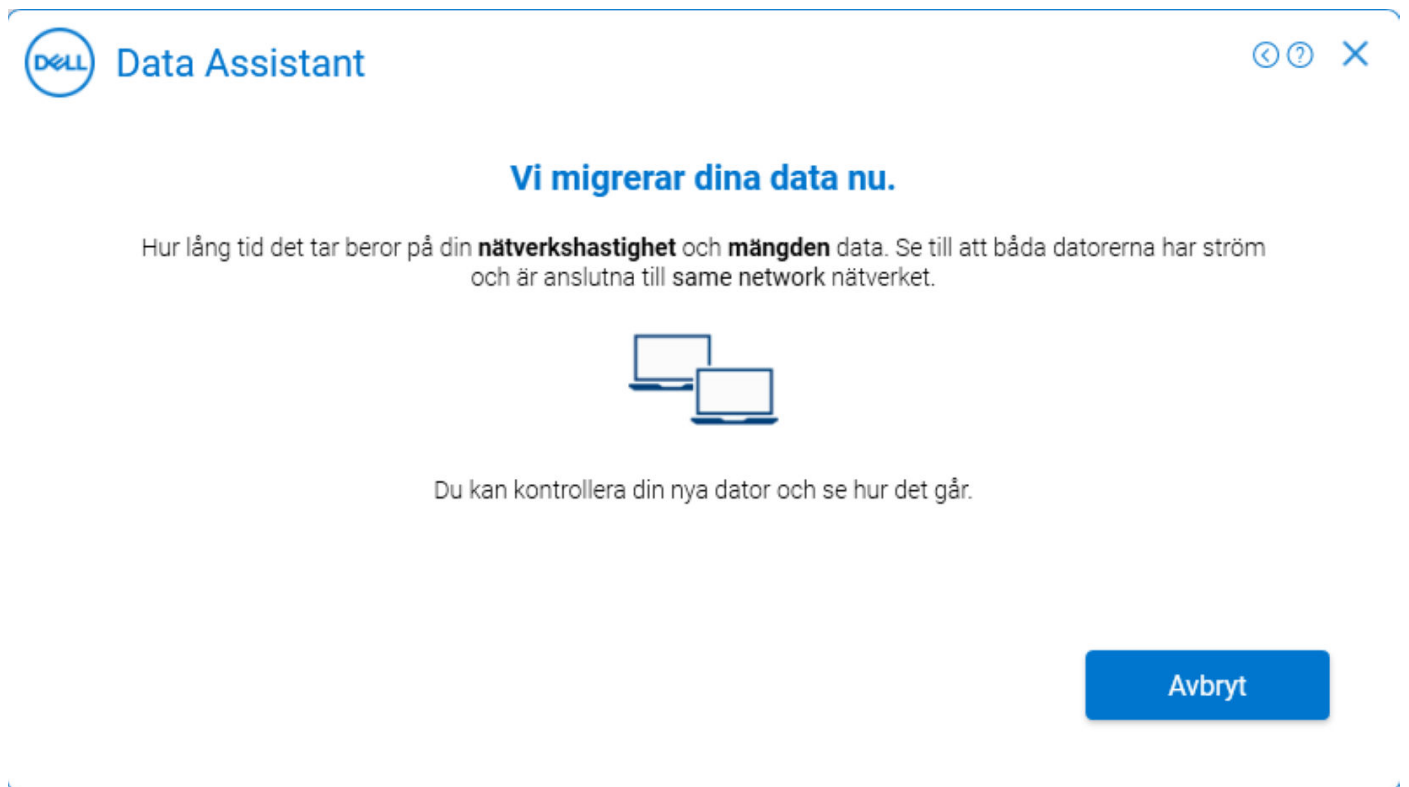 DELL Data Assistant
Vi migrerar dina data nu.
Hur lång tid det tar beror på din nätverkshastighet och mängden data. Se till att båda datorerna har ström
och är anslutna till same network nätverket.
Du kan kontrollera din nya dator och se hur det går.
Avbryt